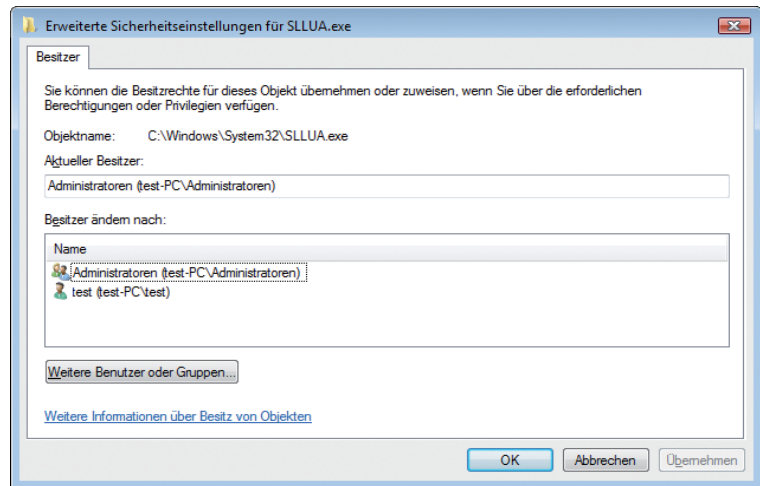 Erweiterte Sicherheitseinstellungen für SLLUA.exe
Besitzer
Sie können die Besitzrechte für dieses Objekt übernehmen oder zuweisen, wenn Sie über die erforderlichen
Berechtigungen oder Privilegien verfügen.
Objektname: C:\Windows\System32\SLLUA.exe
Aktueller Besitzer:
Administratoren (test-PC\Administratoren)
Besitzer ändern nach:
Name
Administratoren (test-PC\Administratoren)
test (test-PC\test)
Weitere Benutzer oder Gruppen...
Weitere Informationen über Besitz von Objekten
OK Abbrechen Übernehmen